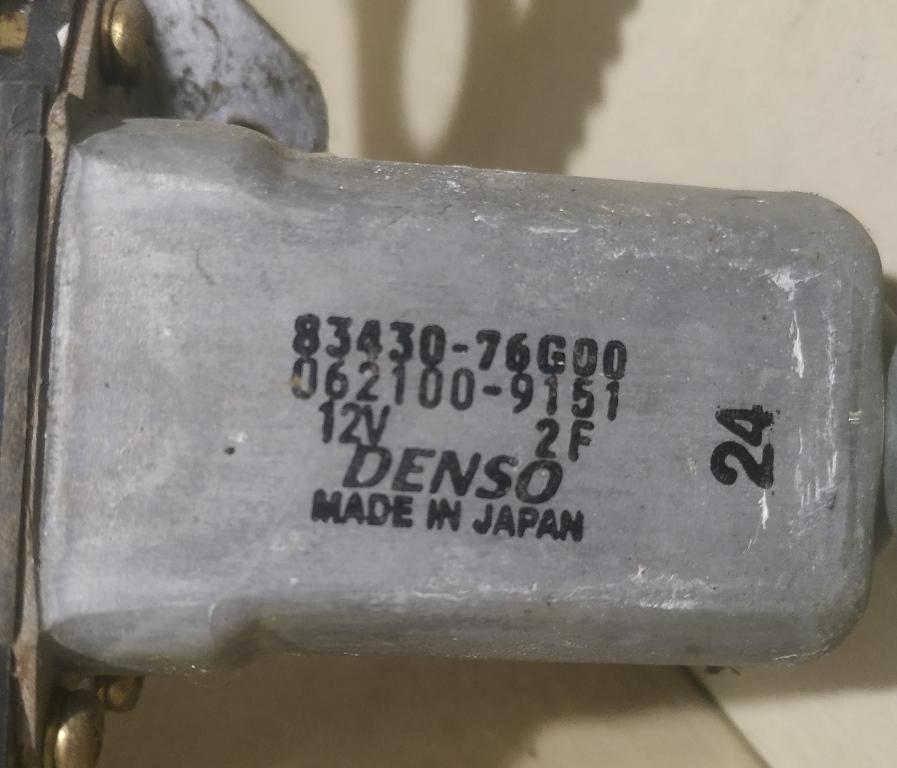 83430-76G00
062100-9151
12V 2F
DENSO
MADE IN JAPAN
24